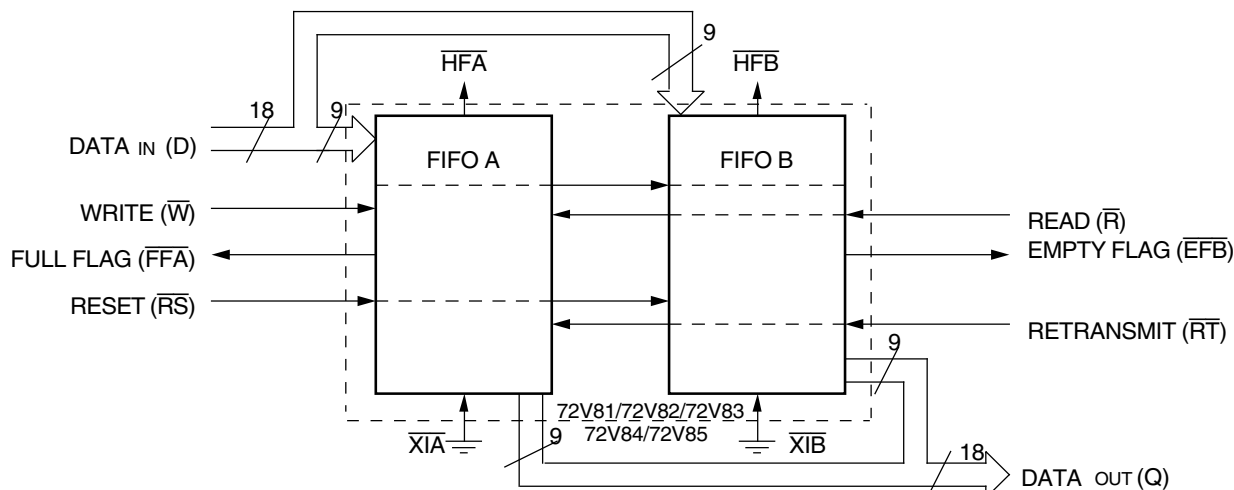 9
HFA
HFB
18
9
DATA IN (D)
FIFO A
FIFO B
WRITE (W)
READ (R)
FULL FLAG (FFA)
EMPTY FLAG (EFB)
RESET (RS)
RETRANSMIT (RT)
9
72V81/72V82/72V83
XIA
9
72V84/72V85
XIB
18
DATA OUT (Q)